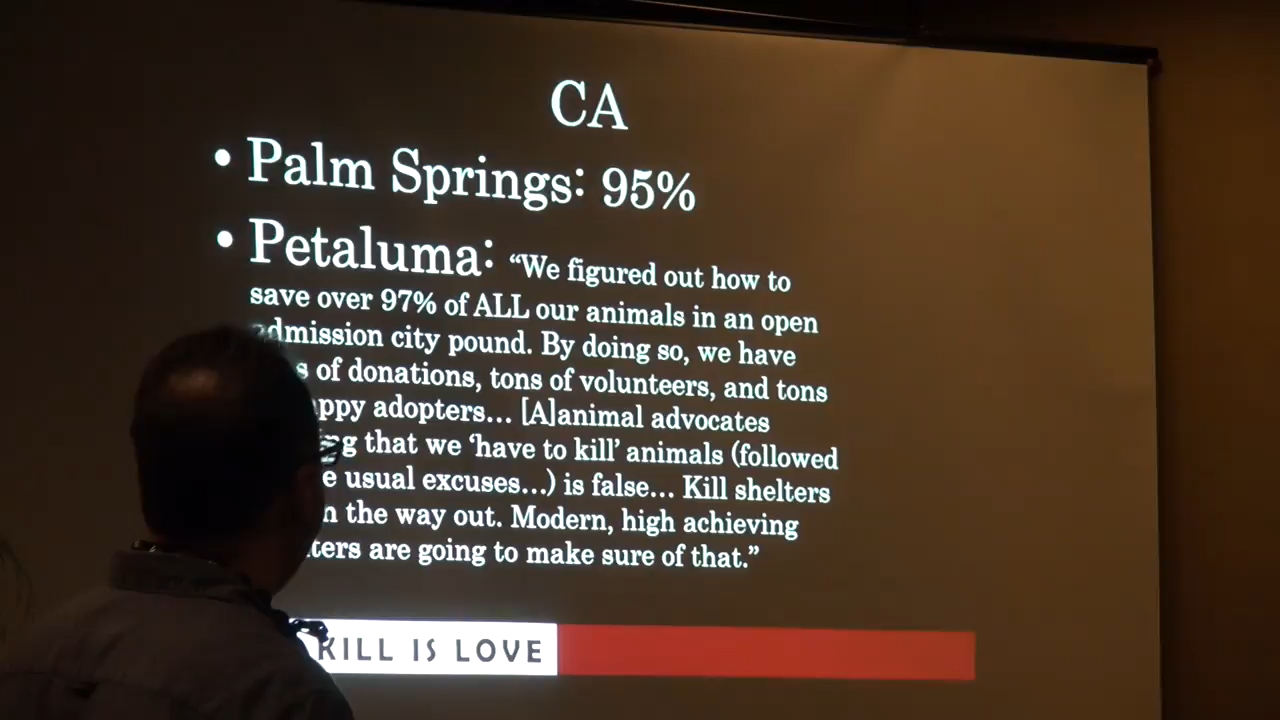 CA
• Palm Springs: 95%
• Petaluma: “We figured out how to
save over 97% of ALL our animals in an open
admission city pound. By doing so, we have
of donations, tons of volunteers, and tons
adopters... [A]animal advocates
that we ‘have to kill’ animals (followed
usual excuses...) is false... Kill shelters
the way out. Modern, high achieving
are going to make sure of that.”
KILL IS LOVE